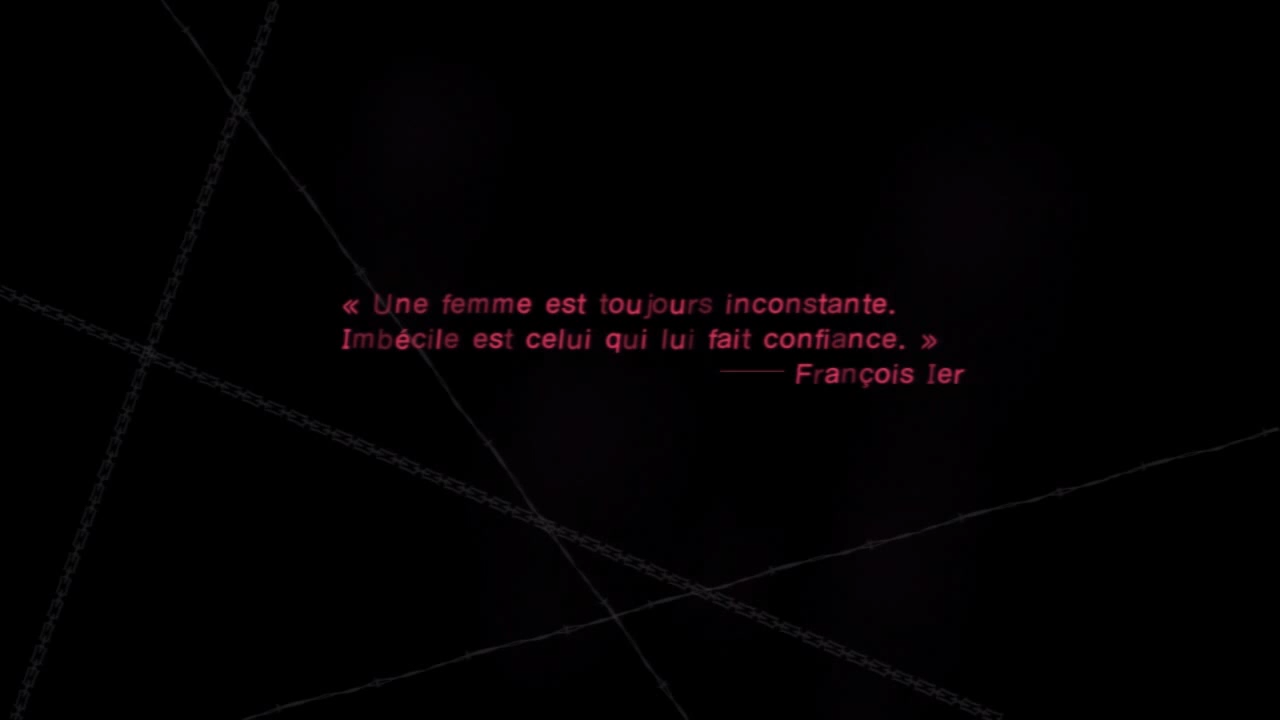 « Une femme est toujours inconstante.
Imbécile est celui qui lui fait confiance. »
—— François Ier